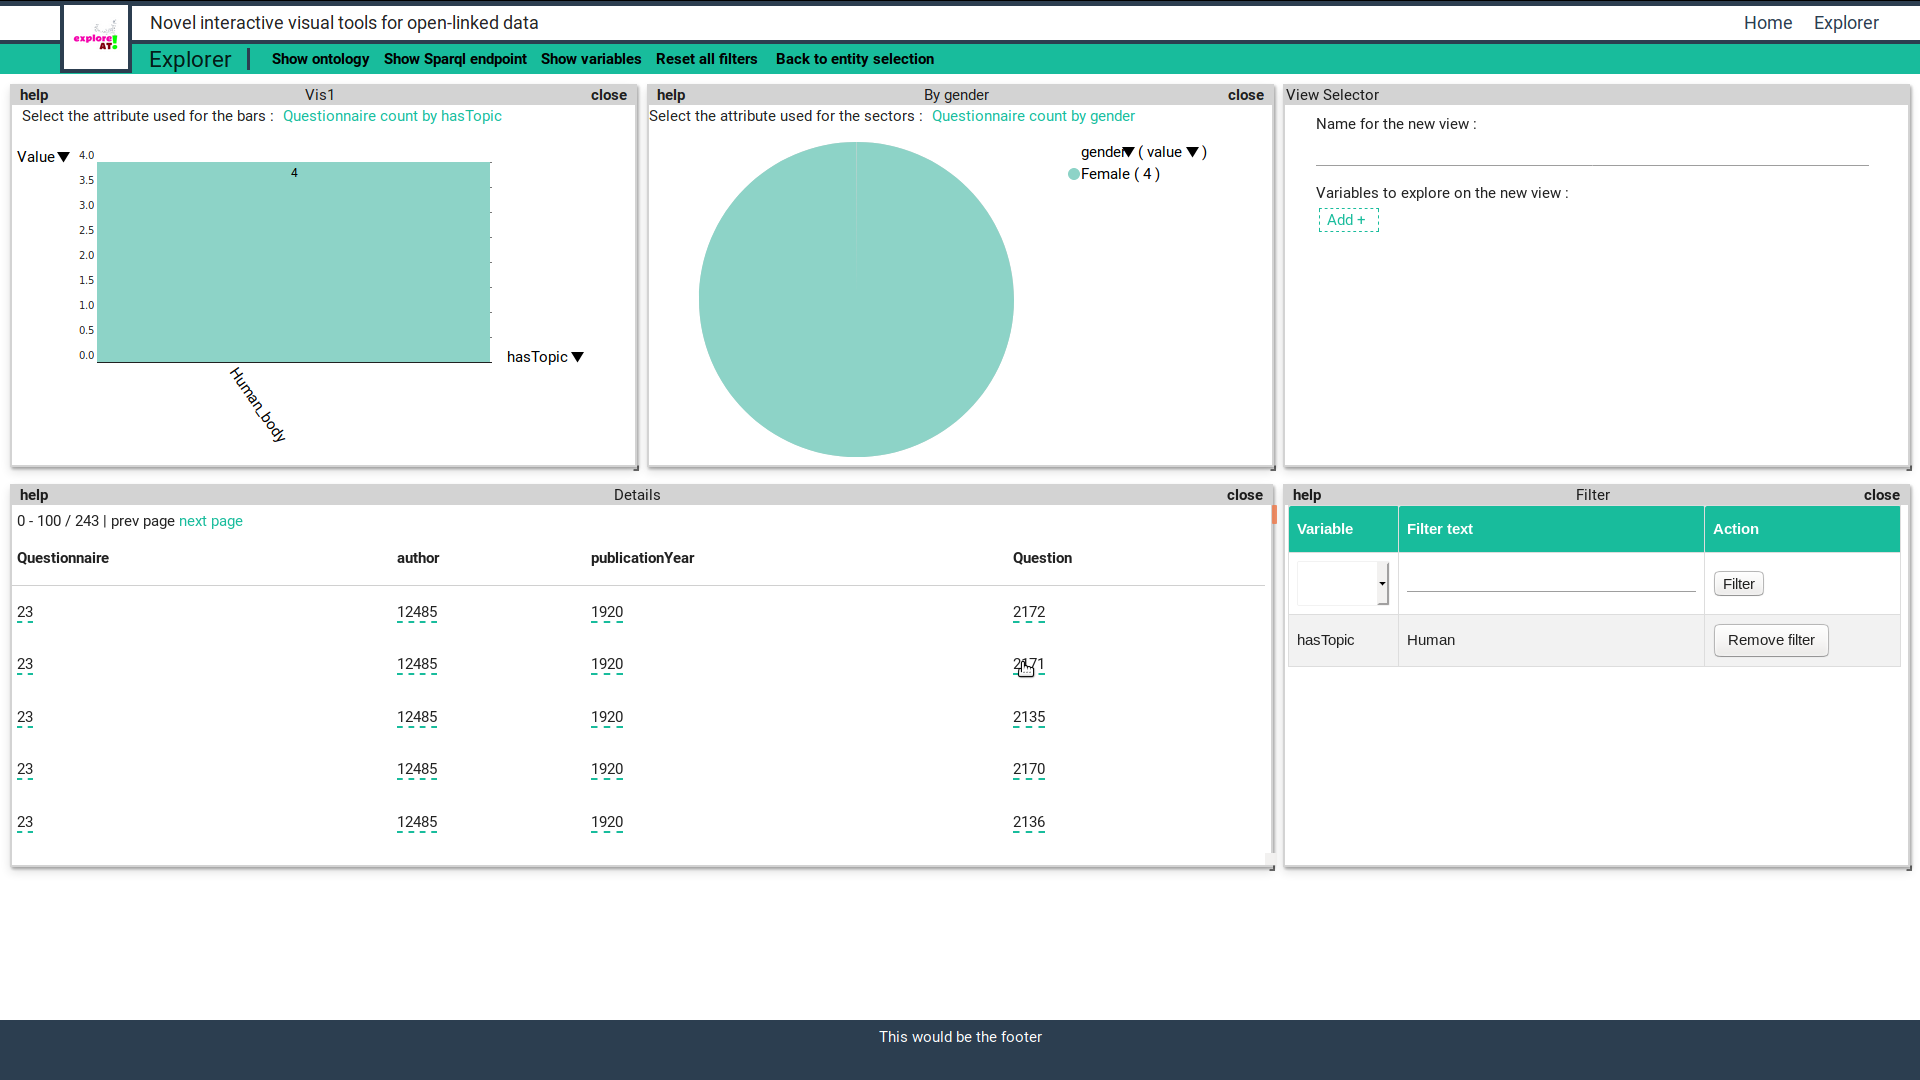 Novel interactive visual tools for open-linked data
Home Explorer
explore!
AT!
Explorer | Show ontology Show Sparql endpoint Show variables Reset all filters Back to entity selection
help Vis1 close
Select the attribute used for the bars : Questionnaire count by hasTopic
Value▼
4.0
3.5
3.0
2.5
2.0
1.5
1.0
0.5
0.0
4
hasTopic ▼
Human_body
help By gender close
Select the attribute used for the sectors : Questionnaire count by gender
gender▼ ( value ▼ )
Female ( 4 )
View Selector
Name for the new view :
Variables to explore on the new view :
Add +
help Details close
0 - 100 / 243 | prev page next page
Questionnaire author publicationYear Question
23 12485 1920 2172
23 12485 1920 2171
23 12485 1920 2135
23 12485 1920 2170
23 12485 1920 2136
help Filter close
Variable Filter text Action
Filter
hasTopic Human Remove filter
This would be the footer